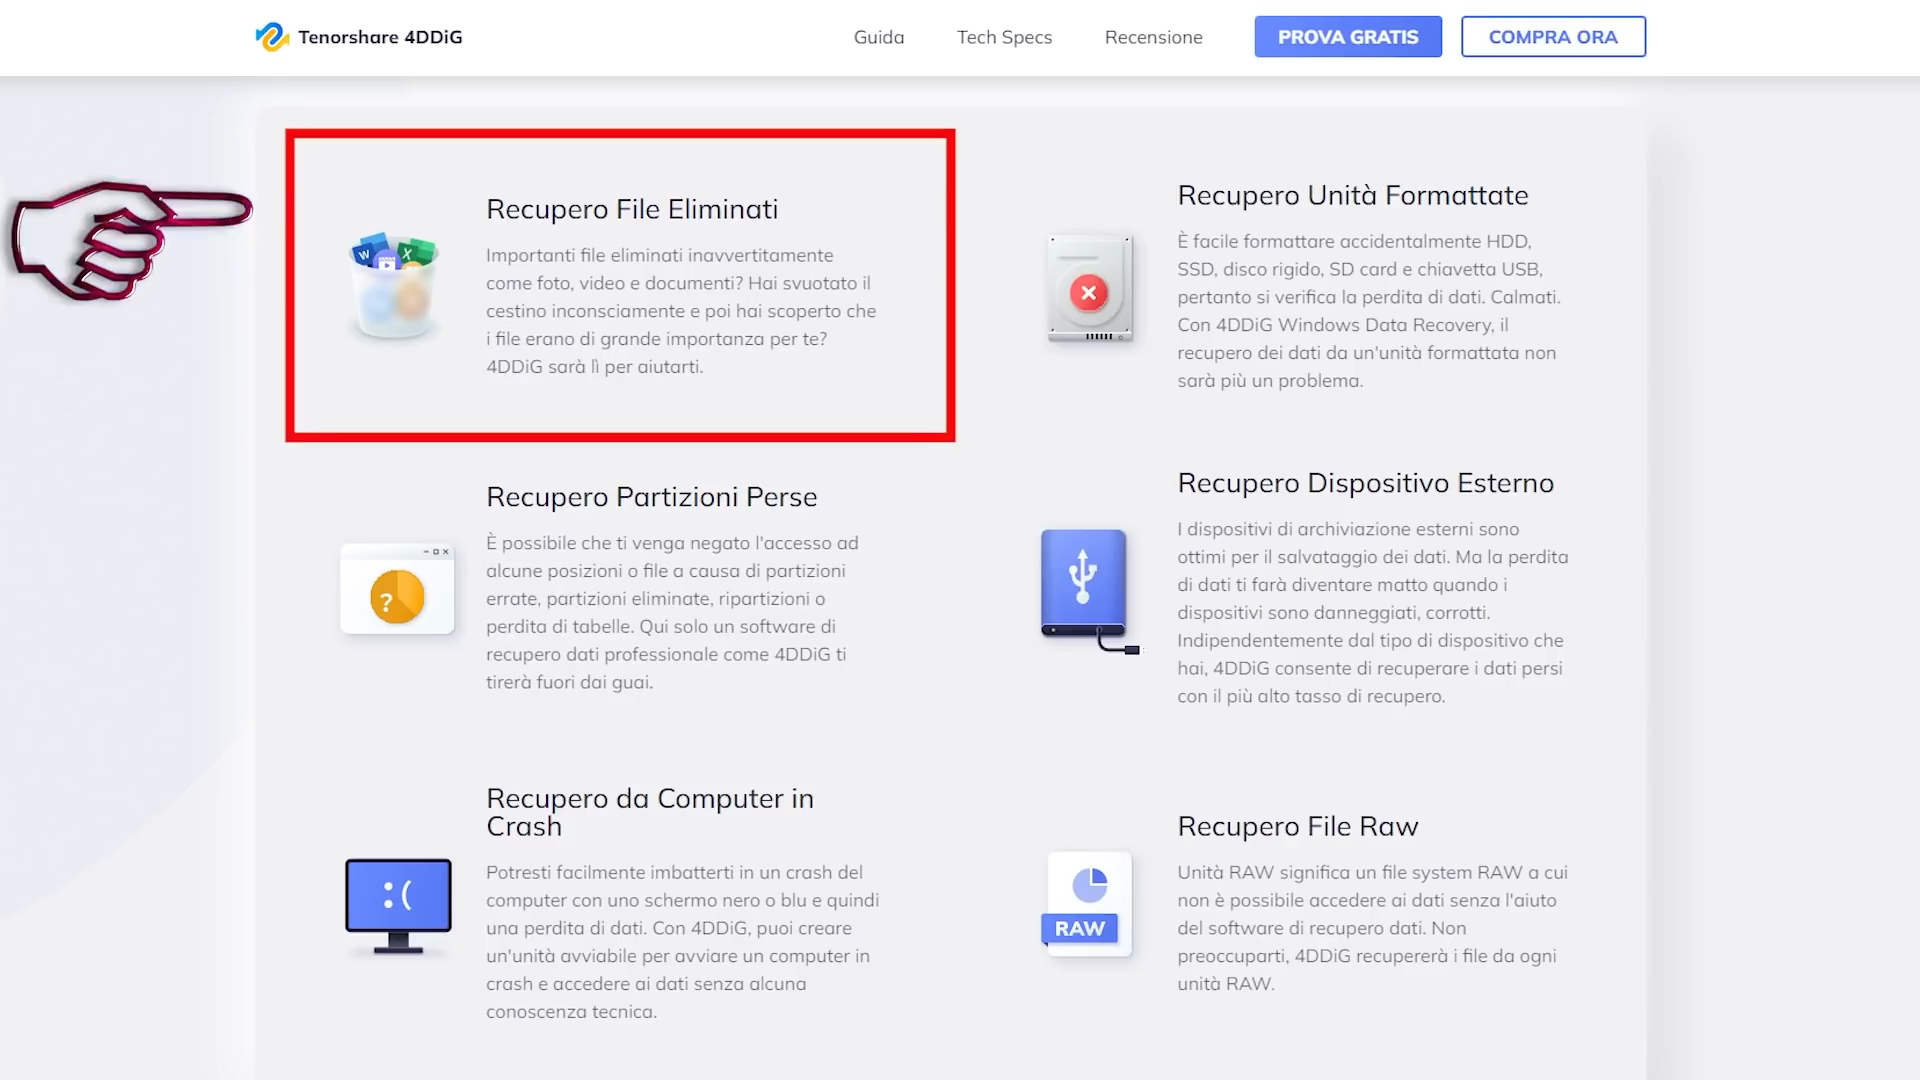 Tenorshare 4DDiG
Guida
Tech Specs
Recensione
PROVA GRATIS
COMPRA ORA
Recupero File Eliminati
Importanti file eliminati inavvertitamente
come foto, video e documenti? Hai svuotato il
cestino inconsciamente e poi hai scoperto che
i file erano di grande importanza per te?
4DDiG sarà lì per aiutarti.
W
X
Recupero Unità Formattate
È facile formattare accidentalmente HDD,
SSD, disco rigido, SD card e chiavetta USB,
pertanto si verifica la perdita di dati. Calmati.
Con 4DDiG Windows Data Recovery, il
recupero dei dati da un'unità formattata non
sarà più un problema.
Recupero Partizioni Perse
È possibile che ti venga negato l'accesso ad
alcune posizioni o file a causa di partizioni
errate, partizioni eliminate, ripartizioni o
perdita di tabelle. Qui solo un software di
recupero dati professionale come 4DDiG ti
tirerà fuori dai guai.
?
Recupero Dispositivo Esterno
I dispositivi di archiviazione esterni sono
ottimi per il salvataggio dei dati. Ma la perdita
di dati ti farà diventare matto quando i
dispositivi sono danneggiati, corrotti.
Indipendentemente dal tipo di dispositivo che
hai, 4DDiG consente di recuperare i dati persi
con il più alto tasso di recupero.
Recupero da Computer in
Crash
Potresti facilmente imbatterti in un crash del
computer con uno schermo nero o blu e quindi
una perdita di dati. Con 4DDiG, puoi creare
un'unità avviabile per avviare un computer in
crash e accedere ai dati senza alcuna
conoscenza tecnica.
:(
Recupero File Raw
Unità RAW significa un file system RAW a cui
non è possibile accedere ai dati senza l'aiuto
del software di recupero dati. Non
preoccuparti, 4DDiG recupererà i file da ogni
unità RAW.
RAW